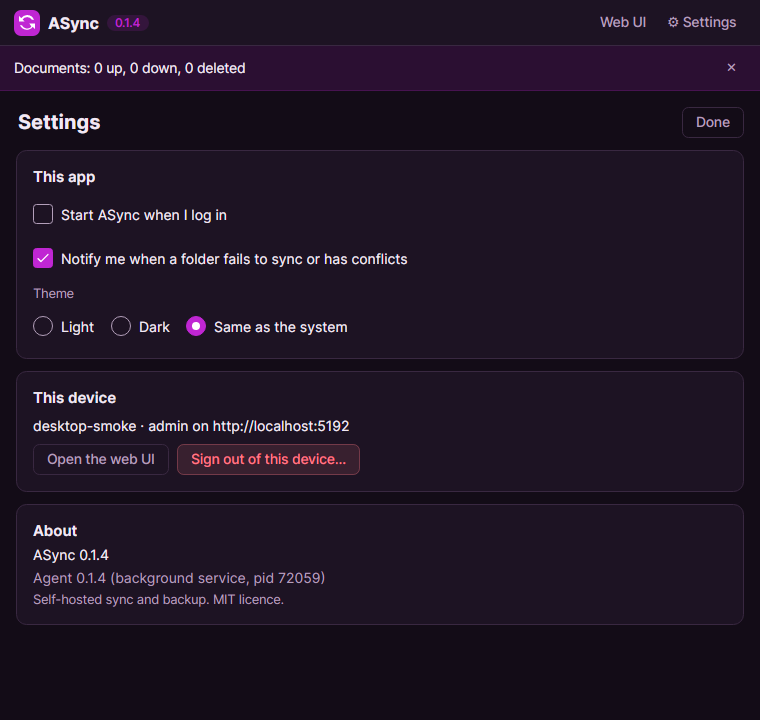 ASync 0.1.4 Web UI ⚙ Settings
Documents: 0 up, 0 down, 0 deleted ×
Settings Done
This app
Start ASync when I log in
Notify me when a folder fails to sync or has conflicts
Theme
Light Dark Same as the system
This device
desktop-smoke · admin on http://localhost:5192
Open the web UI Sign out of this device...
About
ASync 0.1.4
Agent 0.1.4 (background service, pid 72059)
Self-hosted sync and backup. MIT licence.